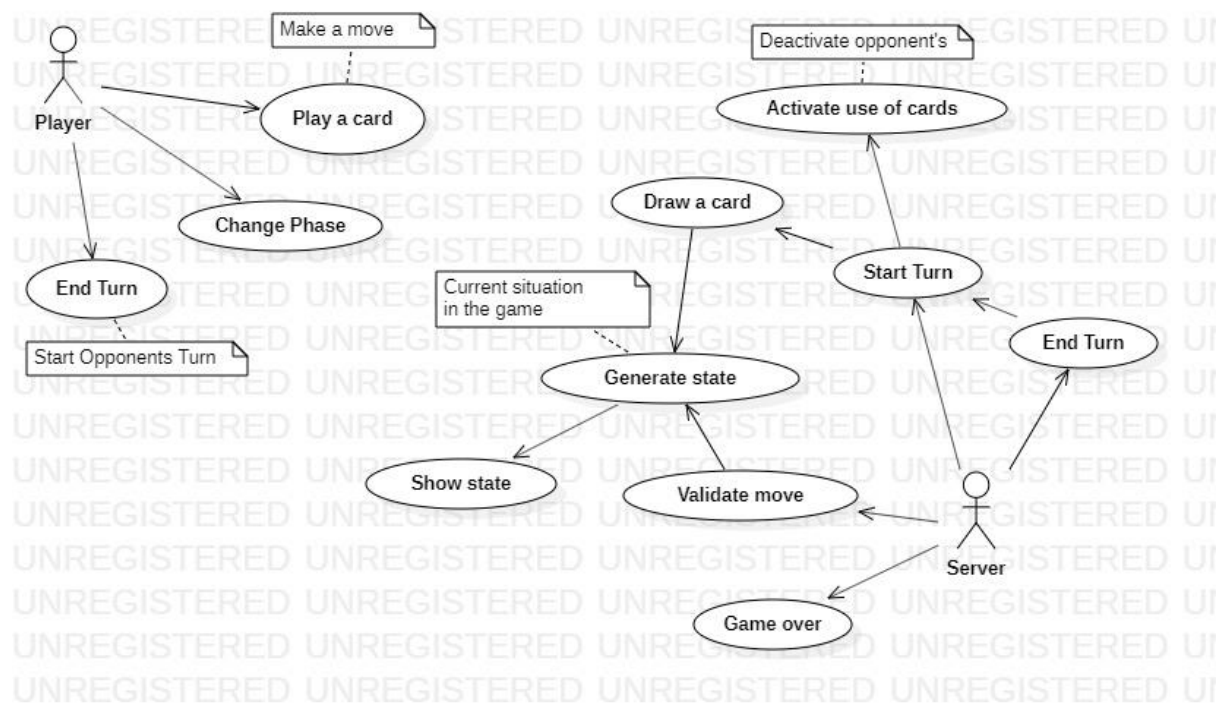 Make a move
Deactivate opponent's
Play a card
Activate use of cards
Player
Draw a card
Change Phase
Start Turn
End Turn
Current situation
in the game
End Turn
Start Opponents Turn
Generate state
Show state
Validate move
Server
Game over
UNREGISTERED